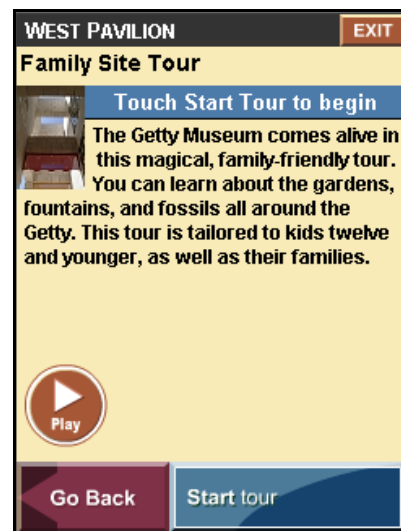 WEST PAVILION EXIT
Family Site Tour
Touch Start Tour to begin
The Getty Museum comes alive in
this magical, family-friendly tour.
You can learn about the gardens,
fountains, and fossils all around the
Getty. This tour is tailored to kids twelve
and younger, as well as their families.
Play
Go Back Start tour